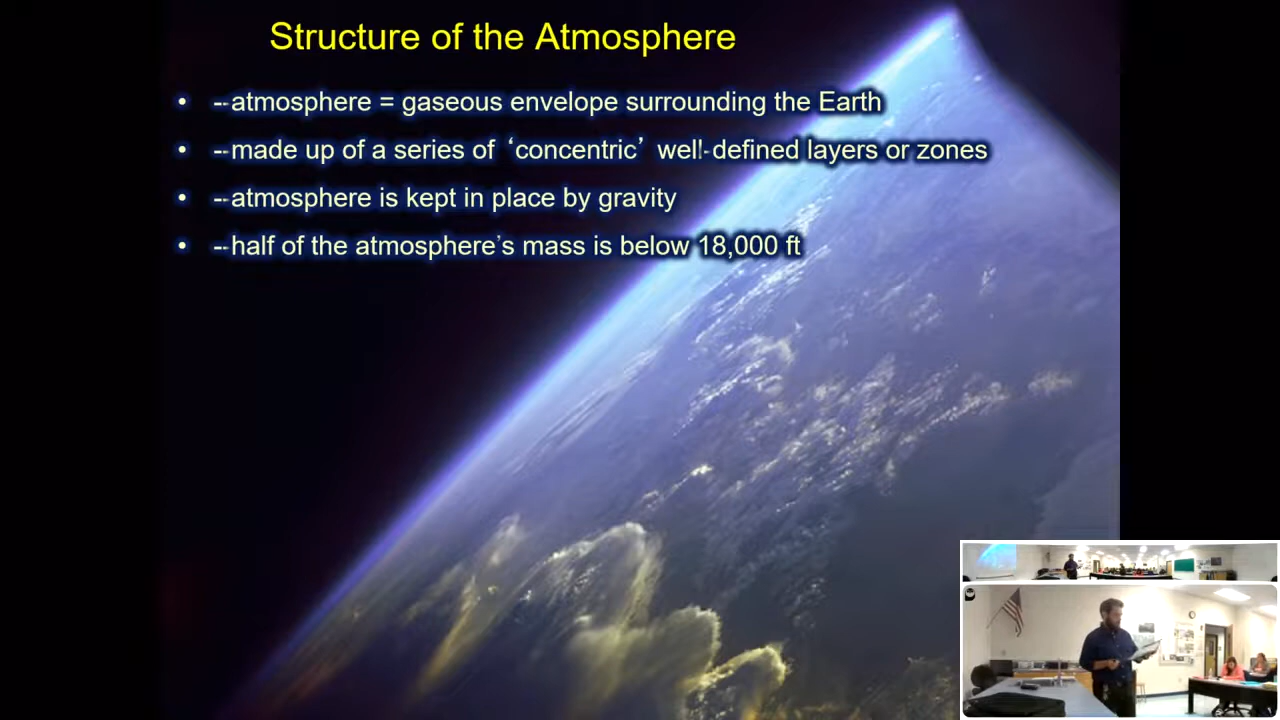 Structure of the Atmosphere
• --atmosphere = gaseous envelope surrounding the Earth
• --made up of a series of ‘concentric’ well-defined layers or zones
• --atmosphere is kept in place by gravity
• --half of the atmosphere’s mass is below 18,000 ft